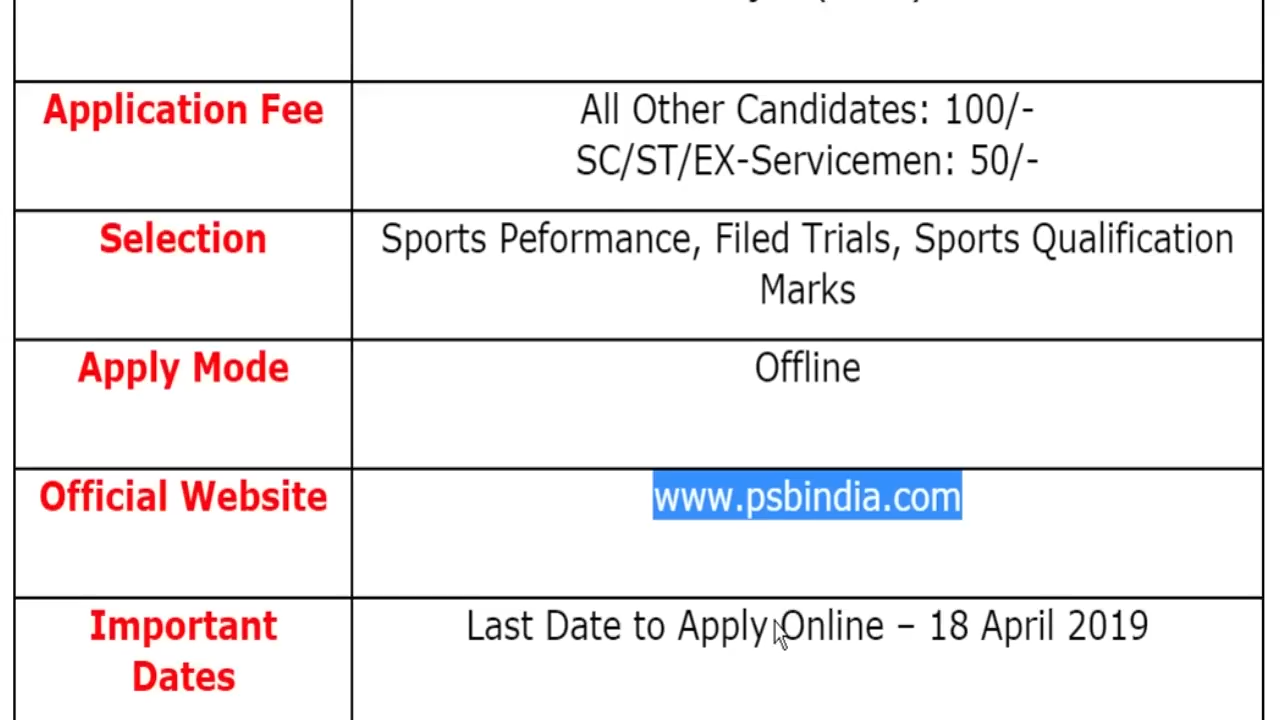 Application Fee
All Other Candidates: 100/-
SC/ST/EX-Servicemen: 50/-
Selection
Sports Peformance, Filed Trials, Sports Qualification
Marks
Apply Mode
Offline
Official Website
www.psbindia.com
Important
Dates
Last Date to Apply Online – 18 April 2019